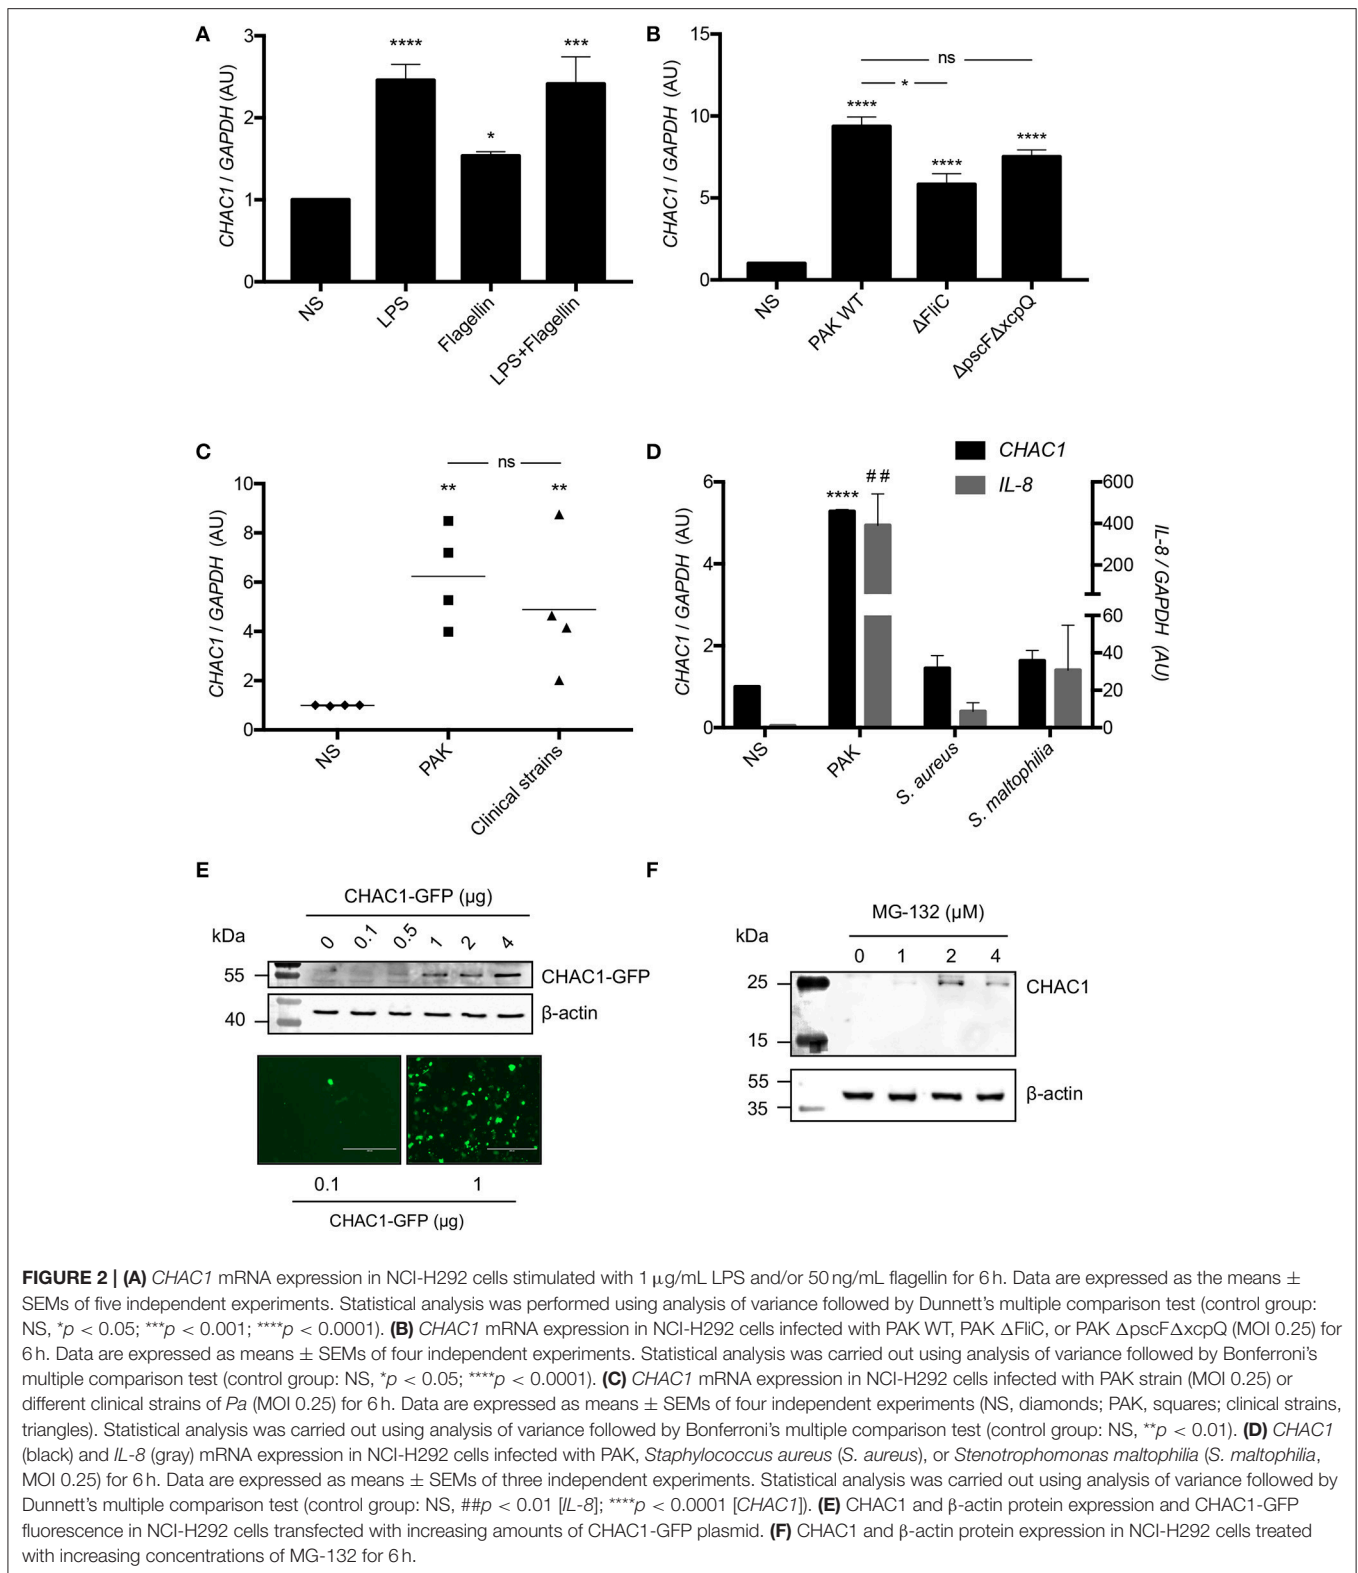 A
CHAC1 / GAPDH (AU)
3
2
1
0
****
*
***
NS
LPS
Flagellin
LPS+Flagellin
B
CHAC1 / GAPDH (AU)
15
10
5
0
ns
*
****
****
****
NS
PAK WT
ΔFliC
ΔpscFΔxcpQ
C
CHAC1 / GAPDH (AU)
10
8
6
4
2
0
ns
**
**
NS
PAK
Clinical strains
D
CHAC1
IL-8
CHAC1 / GAPDH (AU)
6
4
2
0
****
##
600
400
200
60
40
20
0
IL-8 / GAPDH (AU)
NS
PAK
S. aureus
S. maltophilia
E
CHAC1-GFP (µg)
kDa
0 0.1 0.5 1 2 4
55
CHAC1-GFP
40
β-actin
0.1 1
CHAC1-GFP (µg)
F
MG-132 (µM)
kDa
0 1 2 4
25
CHAC1
15
55
β-actin
35
FIGURE 2 | (A) CHAC1 mRNA expression in NCI-H292 cells stimulated with 1 µg/mL LPS and/or 50 ng/mL flagellin for 6 h. Data are expressed as the means ±
SEMs of five independent experiments. Statistical analysis was performed using analysis of variance followed by Dunnett's multiple comparison test (control group:
NS, *p < 0.05; ***p < 0.001; ****p < 0.0001). (B) CHAC1 mRNA expression in NCI-H292 cells infected with PAK WT, PAK ΔFliC, or PAK ΔpscFΔxcpQ (MOI 0.25) for
6 h. Data are expressed as means ± SEMs of four independent experiments. Statistical analysis was carried out using analysis of variance followed by Bonferroni's
multiple comparison test (control group: NS, *p < 0.05; ****p < 0.0001). (C) CHAC1 mRNA expression in NCI-H292 cells infected with PAK strain (MOI 0.25) or
different clinical strains of Pa (MOI 0.25) for 6 h. Data are expressed as means ± SEMs of four independent experiments (NS, diamonds; PAK, squares; clinical strains,
triangles). Statistical analysis was carried out using analysis of variance followed by Bonferroni's multiple comparison test (control group: NS, **p < 0.01). (D) CHAC1
(black) and IL-8 (gray) mRNA expression in NCI-H292 cells infected with PAK, Staphylococcus aureus (S. aureus), or Stenotrophomonas maltophilia (S. maltophilia,
MOI 0.25) for 6 h. Data are expressed as means ± SEMs of three independent experiments. Statistical analysis was carried out using analysis of variance followed by
Dunnett's multiple comparison test (control group: NS, ##p < 0.01 [IL-8]; ****p < 0.0001 [CHAC1]). (E) CHAC1 and β-actin protein expression and CHAC1-GFP
fluorescence in NCI-H292 cells transfected with increasing amounts of CHAC1-GFP plasmid. (F) CHAC1 and β-actin protein expression in NCI-H292 cells treated
with increasing concentrations of MG-132 for 6 h.